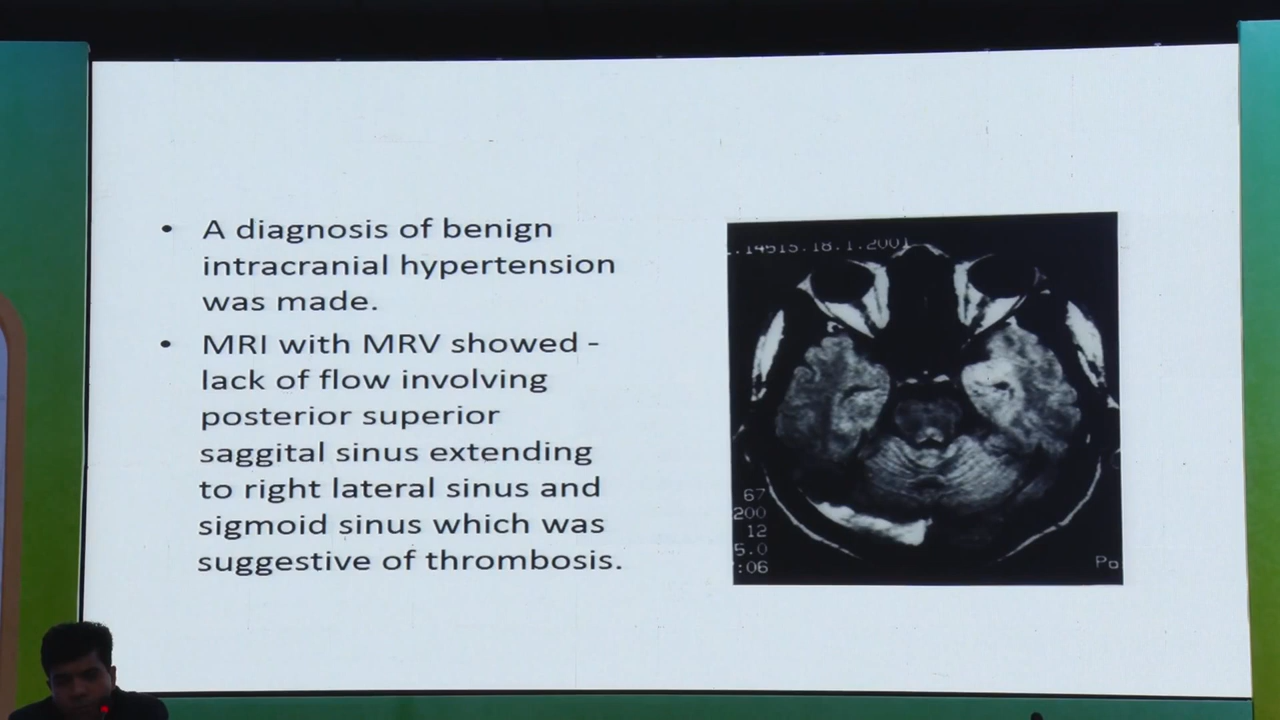 • A diagnosis of benign
intracranial hypertension
was made.
• MRI with MRV showed -
lack of flow involving
posterior superior
saggital sinus extending
to right lateral sinus and
sigmoid sinus which was
suggestive of thrombosis.
.14515.18.1.2001
67
200
12
5.0
:06
Po